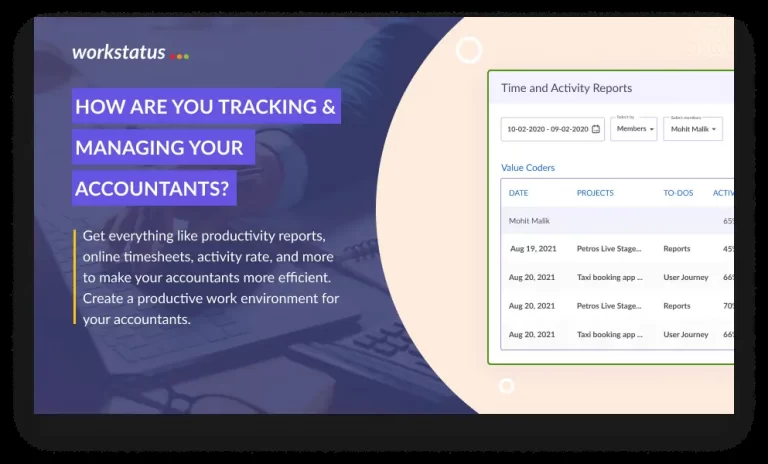 workstatus
HOW ARE YOU TRACKING &
MANAGING YOUR
ACCOUNTANTS?
Get everything like productivity reports,
online timesheets, activity rate, and more
to make your accountants more efficient.
Create a productive work environment for
your accountants.
Time and Activity Reports
Select by
Select members
10-02-2020 - 09-02-2020 Members Mohit Malik
Value Coders
DATE PROJECTS TO-DOS ACTIV
Mohit Malik 65%
Aug 19, 2021 Petros Live Stage... Reports 45%
Aug 20, 2021 Taxi booking app ... User Journey 66%
Aug 20, 2021 Petros Live Stage... Reports 70%
Aug 20, 2021 Taxi booking app ... User Journey 66%